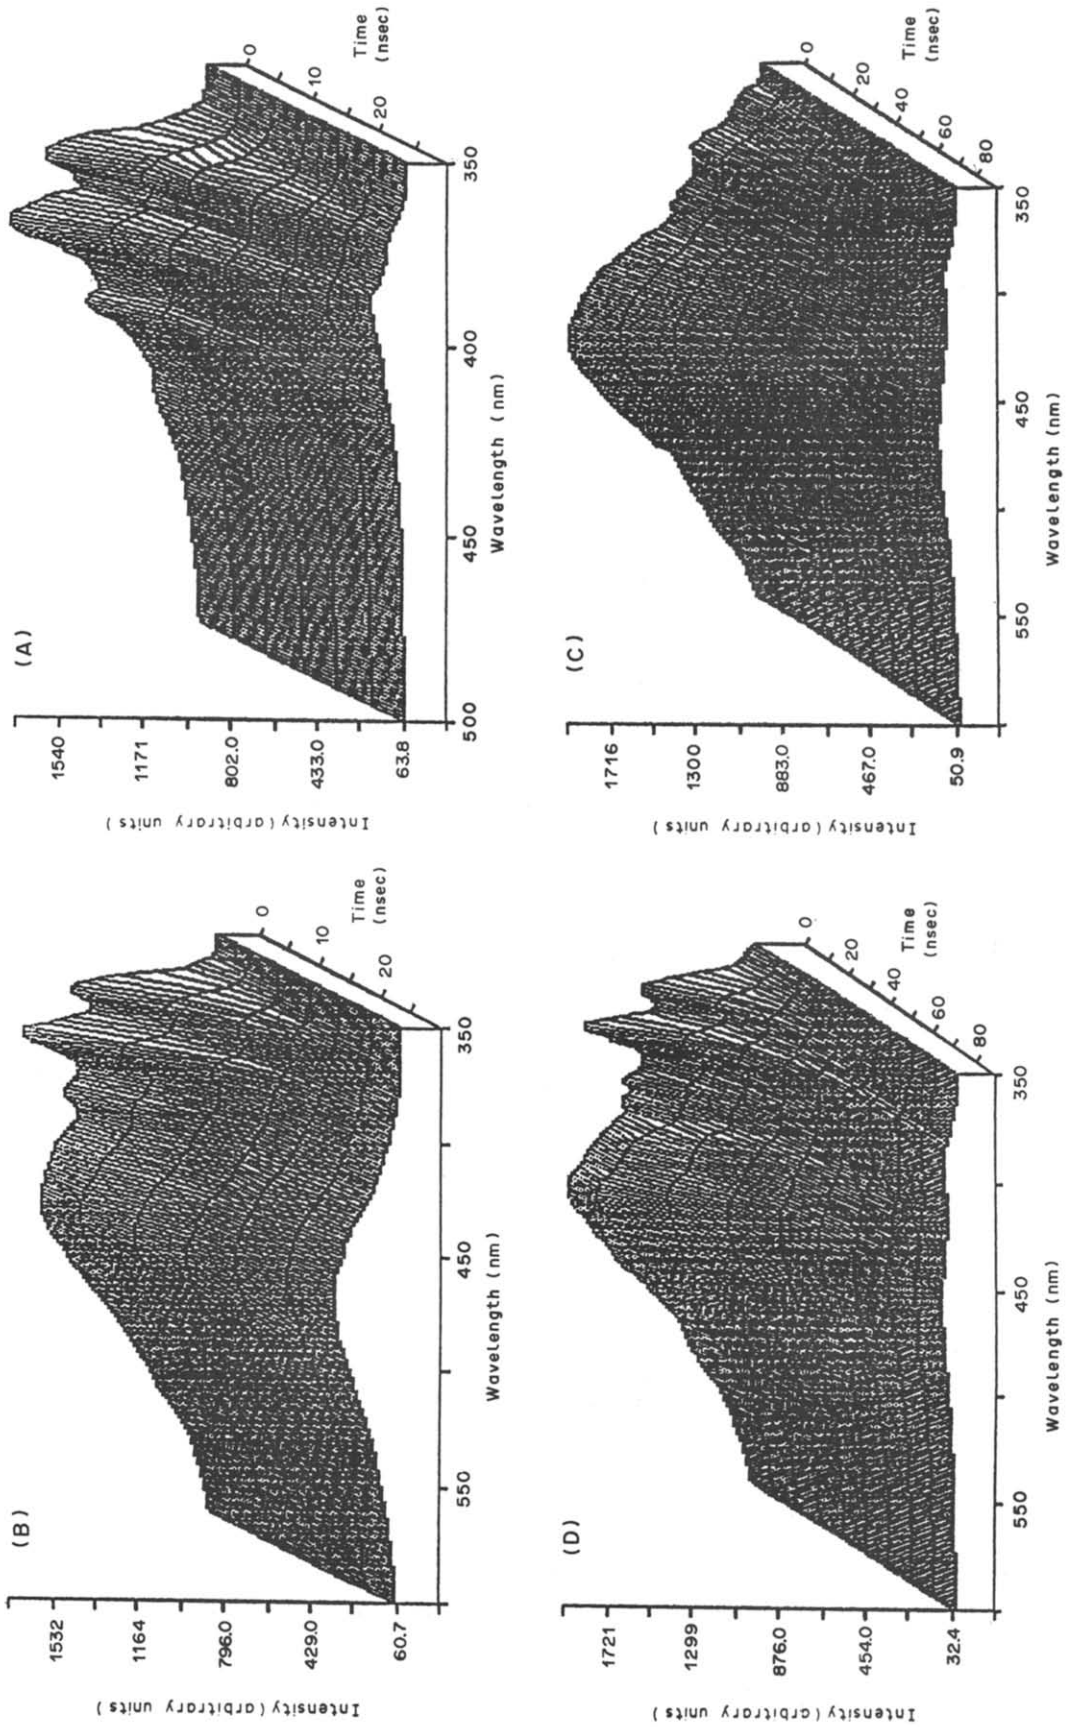 (A)
Intensity (arbitrary units)
1540
1171
802.0
433.0
63.8
500
450
400
350
Wavelength (nm)
0
10
20
Time
(nsec)
(B)
Intensity (arbitrary units)
1532
1164
796.0
429.0
60.7
550
450
350
Wavelength (nm)
0
10
20
Time
(nsec)
(C)
Intensity (arbitrary units)
1716
1300
883.0
467.0
50.9
550
450
350
Wavelength (nm)
0
20
40
60
80
Time
(nsec)
(D)
Intensity (arbitrary units)
1721
1299
876.0
454.0
32.4
550
450
350
Wavelength (nm)
0
20
40
60
80
Time
(nsec)